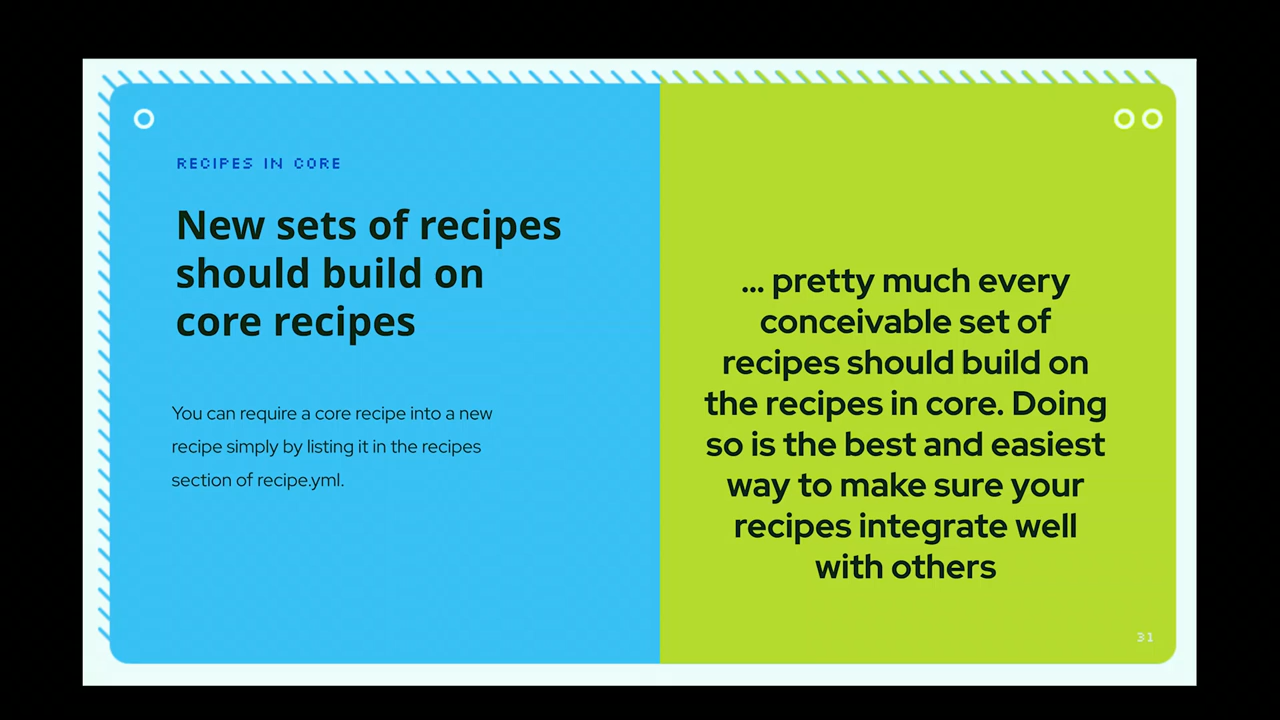 RECIPES IN CORE
New sets of recipes
should build on
core recipes
You can require a core recipe into a new
recipe simply by listing it in the recipes
section of recipe.yml.
... pretty much every
conceivable set of
recipes should build on
the recipes in core. Doing
so is the best and easiest
way to make sure your
recipes integrate well
with others
31